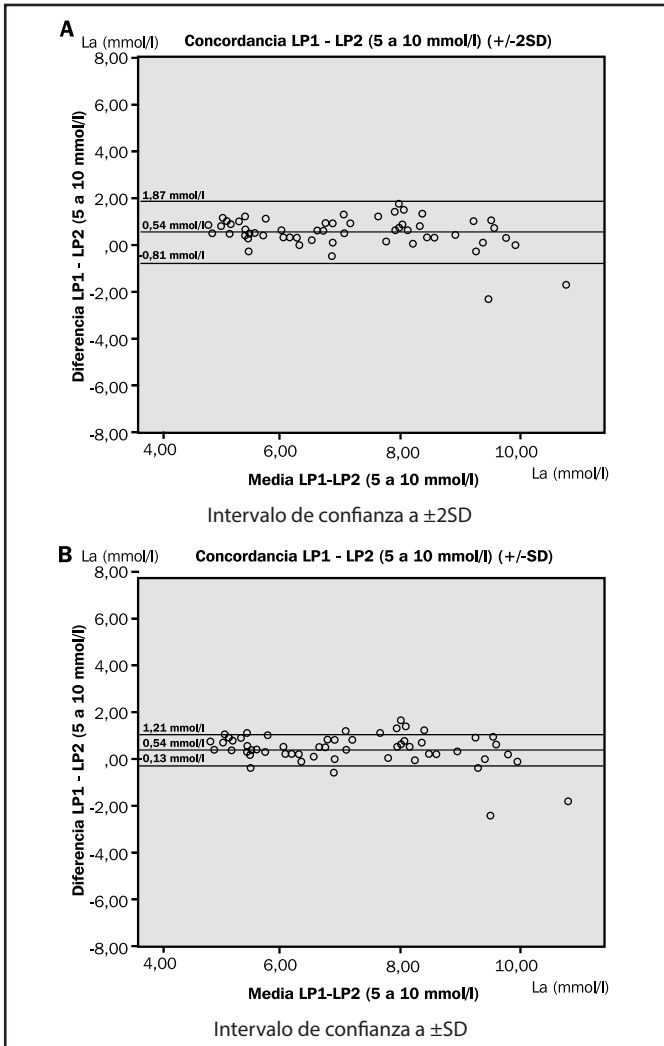 A La (mmol/l) Concordancia LP1 - LP2 (5 a 10 mmol/l) (+/-2SD)
Diferencia LP1 - LP2 (5 a 10 mmol/l)
8,00
6,00
4,00
2,00
,00
-2,00
-4,00
-6,00
-8,00
1,87 mmol/l
0,54 mmol/l
-0,81 mmol/l
4,00 6,00 8,00 10,00
Media LP1-LP2 (5 a 10 mmol/l) La (mmol/l)
Intervalo de confianza a ±2SD
B La (mmol/l) Concordancia LP1 - LP2 (5 a 10 mmol/l) (+/-SD)
Diferencia LP1 - LP2 (5 a 10 mmol/l)
8,00
6,00
4,00
2,00
,00
-2,00
-4,00
-6,00
-8,00
1,21 mmol/l
0,54 mmol/l
-0,13 mmol/l
4,00 6,00 8,00 10,00
Media LP1-LP2 (5 a 10 mmol/l) La (mmol/l)
Intervalo de confianza a ±SD